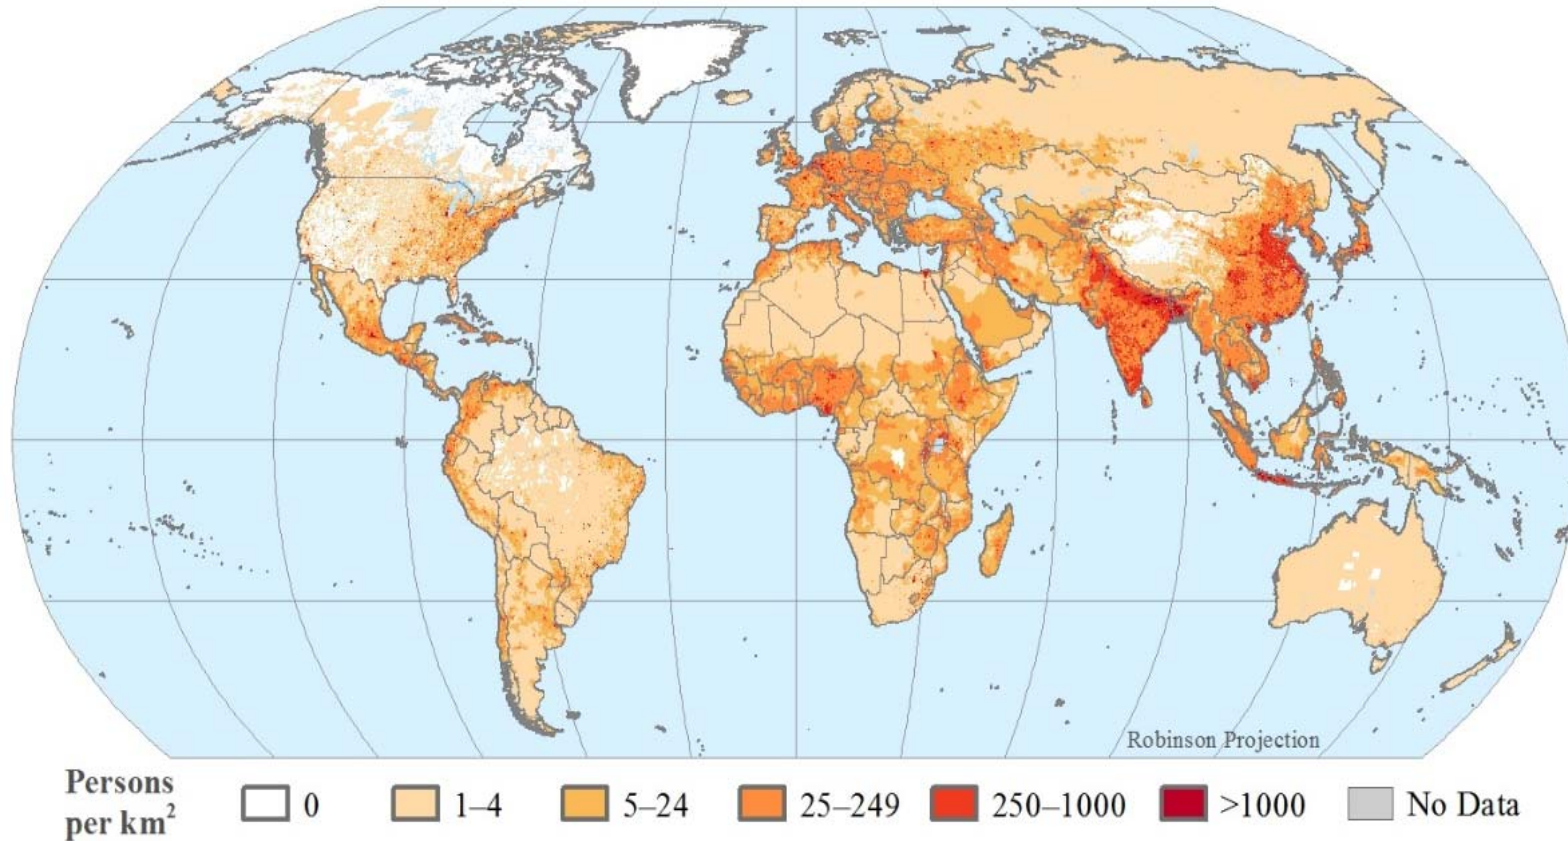 Robinson Projection
Persons
per km²
0
1–4
5–24
25–249
250–1000
>1000
No Data